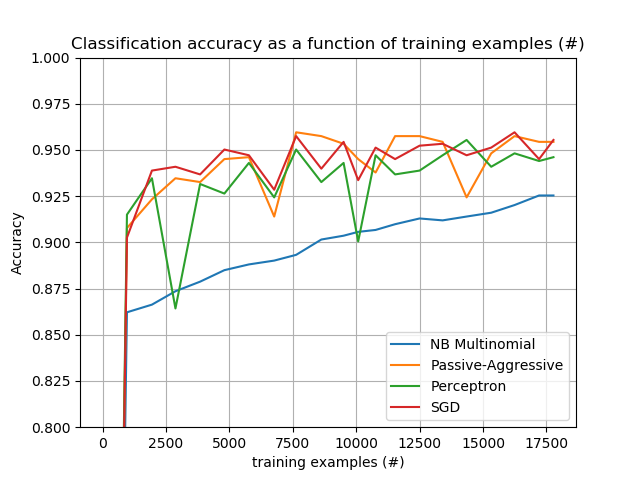 Classification accuracy as a function of training examples (#)
1.000
0.975
0.950
0.925
0.900
0.875
0.850
0.825
0.800
Accuracy
NB Multinomial
Passive-Aggressive
Perceptron
SGD
0
2500
5000
7500
10000
12500
15000
17500
training examples (#)